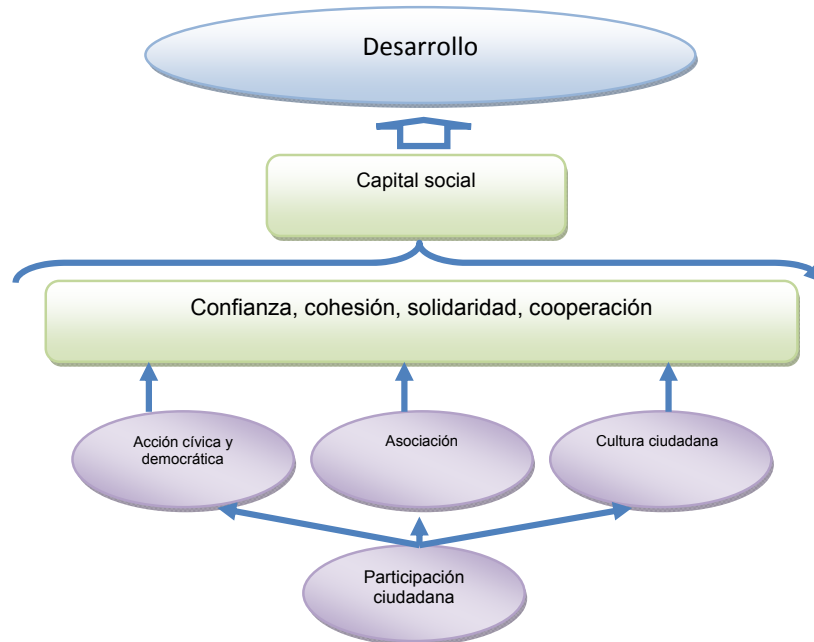 Desarrollo
Capital social
Confianza, cohesión, solidaridad, cooperación
Acción cívica y
democrática
Asociación
Cultura ciudadana
Participación
ciudadana